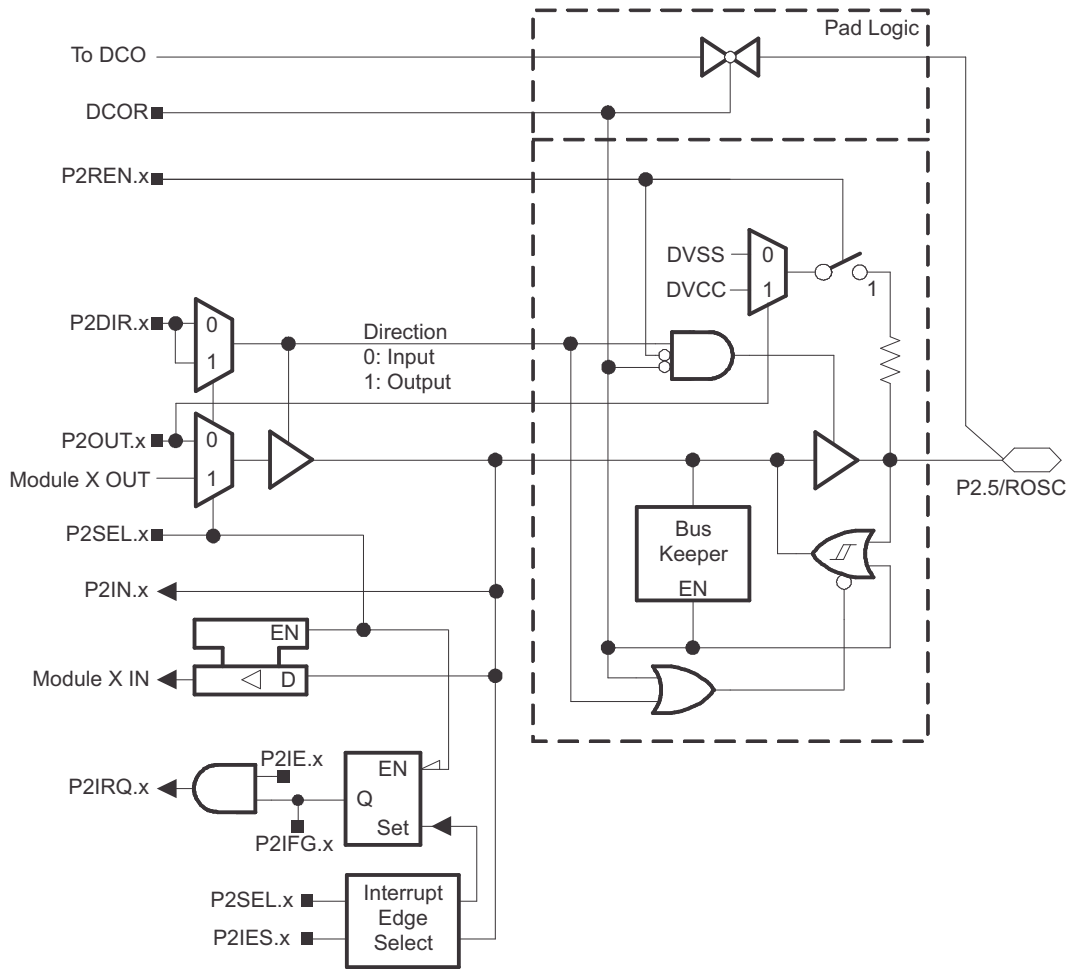 Pad Logic
To DCO
DCOR
P2REN.x
DVSS
0
DVCC
1
1
P2DIR.x
0
1
Direction
0: Input
1: Output
P2OUT.x
0
Module X OUT
1
P2.5/ROSC
P2SEL.x
Bus
Keeper
EN
P2IN.x
EN
Module X IN
D
P2IE.x
EN
P2IRQ.x
Q
Set
P2IFG.x
P2SEL.x
Interrupt
Edge
Select
P2IES.x